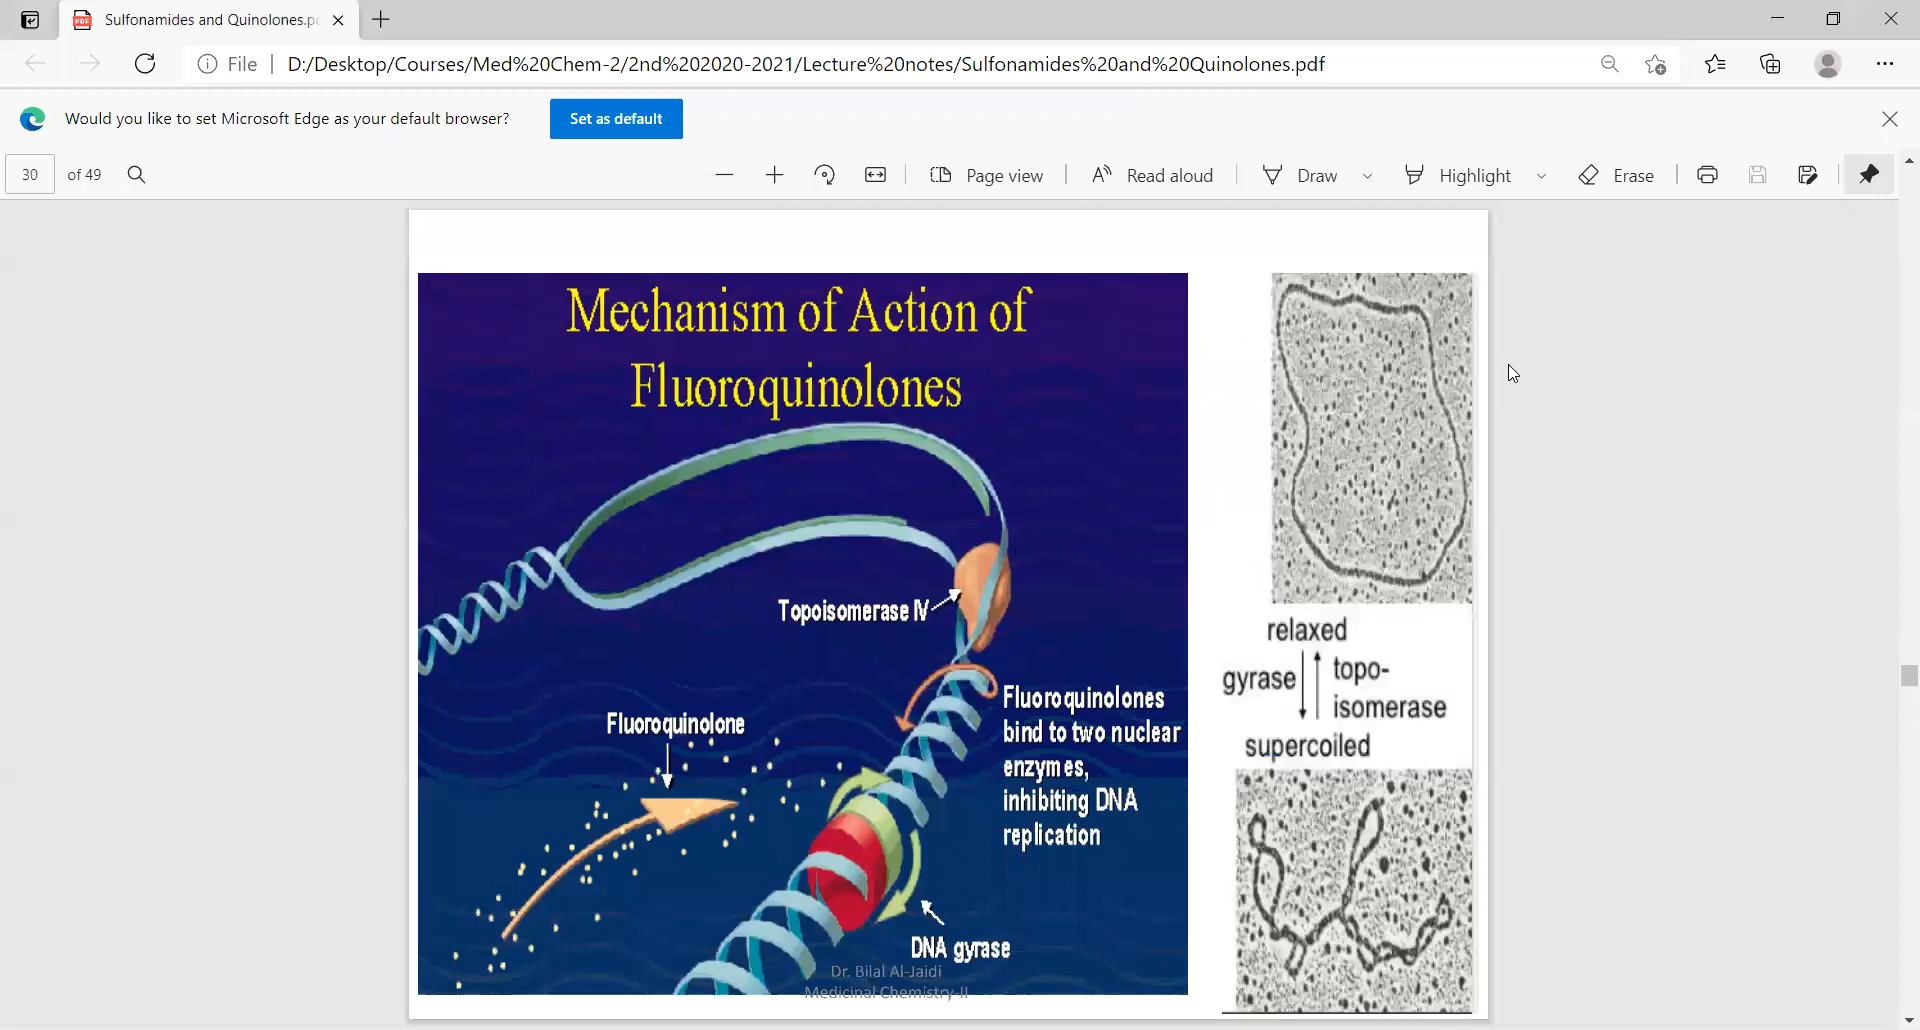 Sulfonamides and Quinolones.p
File
D:/Desktop/Courses/Med%20Chem-2/2nd%202020-2021/Lecture%20notes/Sulfonamides%20and%20Quinolones.pdf
Would you like to set Microsoft Edge as your default browser?
Set as default
30 of 49
Page view
Read aloud
Draw
Highlight
Erase
Mechanism of Action of
Fluoroquinolones
Topoisomerase IV
Fluoroquinolone
Fluoroquinolones
bind to two nuclear
enzymes,
inhibiting DNA
replication
DNA gyrase
Dr. Bilal Al-Jaidi
Medicinal Chemistry-II
relaxed
gyrase
topo-
isomerase
supercoiled